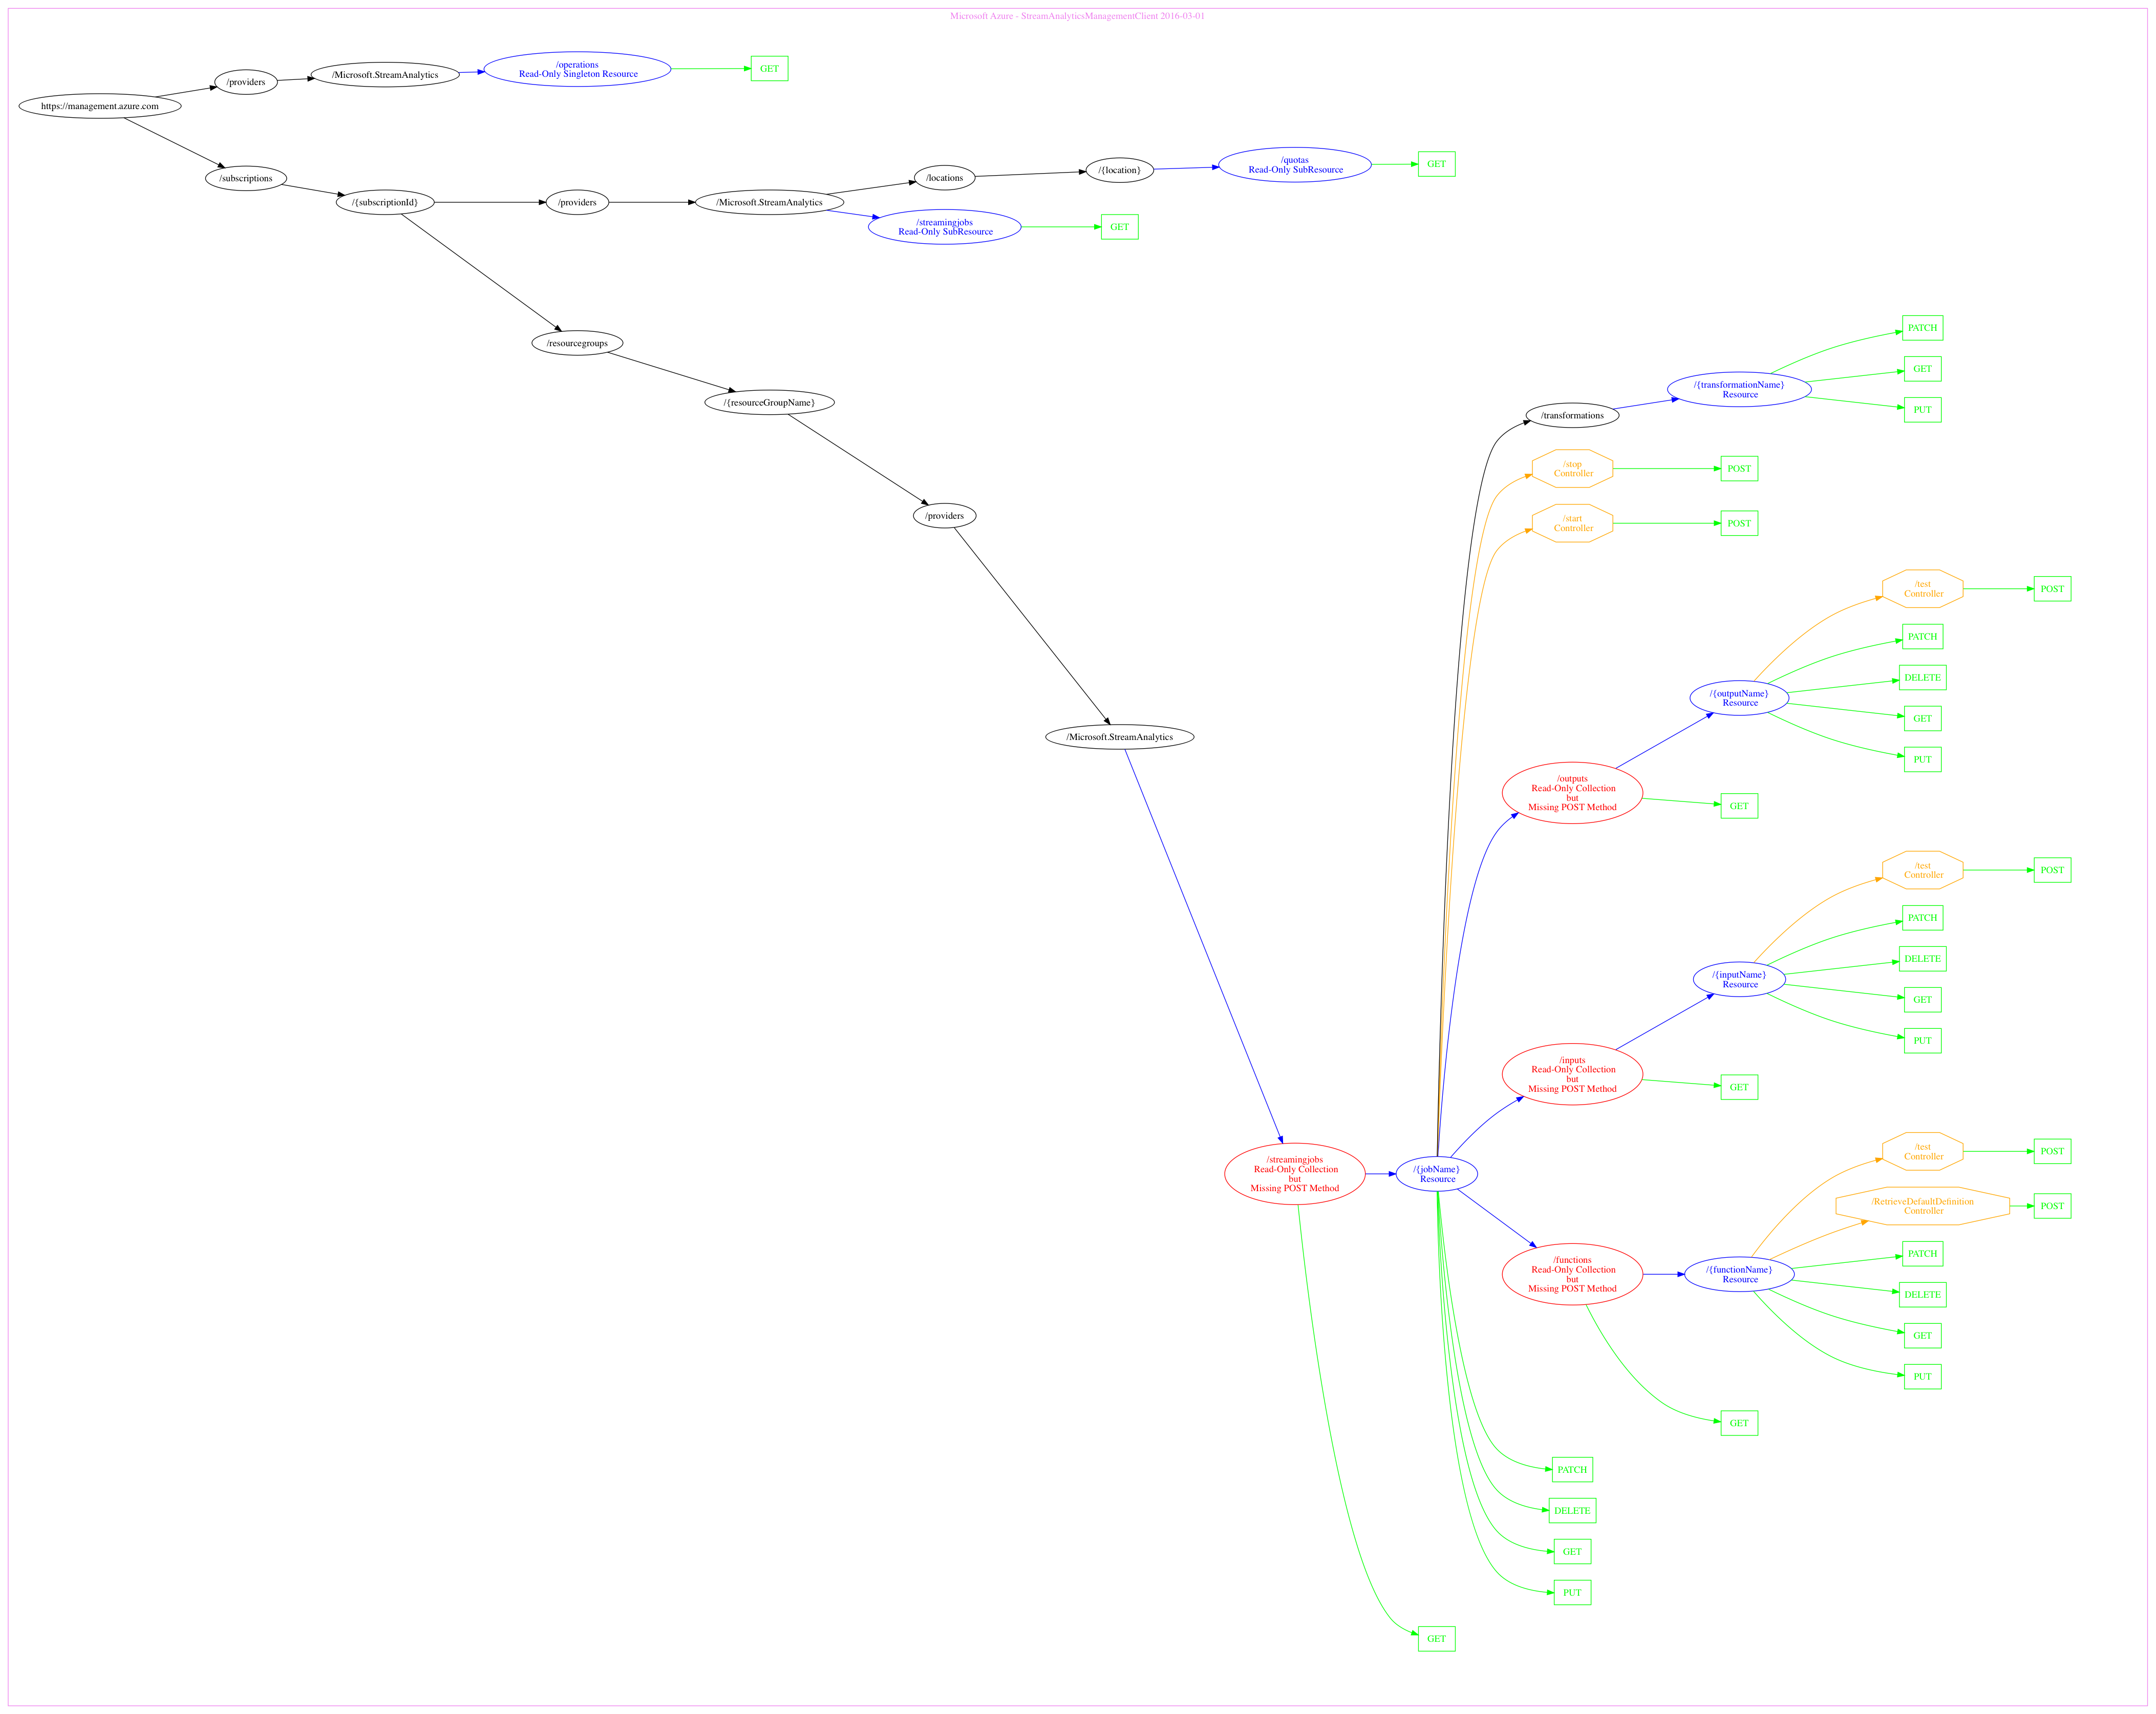 Microsoft Azure - StreamAnalyticsManagementClient 2016-03-01
https://management.azure.com
/providers
/Microsoft.StreamAnalytics
/operations
Read-Only Singleton Resource
GET
/subscriptions
/{subscriptionId}
/providers
/Microsoft.StreamAnalytics
/locations
/{location}
/quotas
Read-Only SubResource
GET
/streamingjobs
Read-Only SubResource
GET
/resourcegroups
/{resourceGroupName}
/providers
/Microsoft.StreamAnalytics
/streamingjobs
Read-Only Collection
but
Missing POST Method
/{jobName}
Resource
/transformations
/{transformationName}
Resource
PATCH
GET
PUT
/stop
Controller
POST
/start
Controller
POST
/outputs
Read-Only Collection
but
Missing POST Method
/{outputName}
Resource
/test
Controller
POST
PATCH
DELETE
GET
PUT
GET
/inputs
Read-Only Collection
but
Missing POST Method
/{inputName}
Resource
/test
Controller
POST
PATCH
DELETE
GET
PUT
GET
/functions
Read-Only Collection
but
Missing POST Method
/{functionName}
Resource
/test
Controller
POST
/RetrieveDefaultDefinition
Controller
POST
PATCH
DELETE
GET
PUT
GET
PATCH
DELETE
GET
PUT
GET